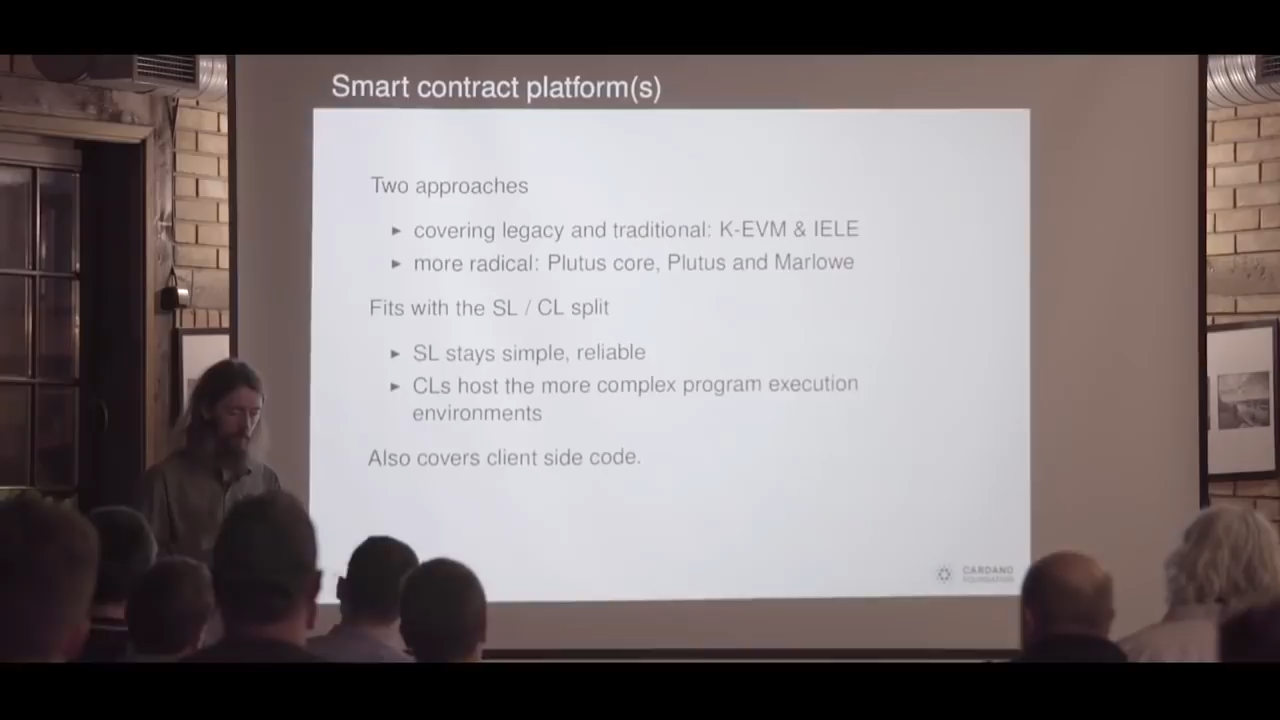 Smart contract platform(s)
Two approaches
► covering legacy and traditional: K-EVM & IELE
► more radical: Plutus core, Plutus and Marlowe
Fits with the SL / CL split
► SL stays simple, reliable
► CLs host the more complex program execution
environments
Also covers client side code.
CARDANO
FOUNDATION